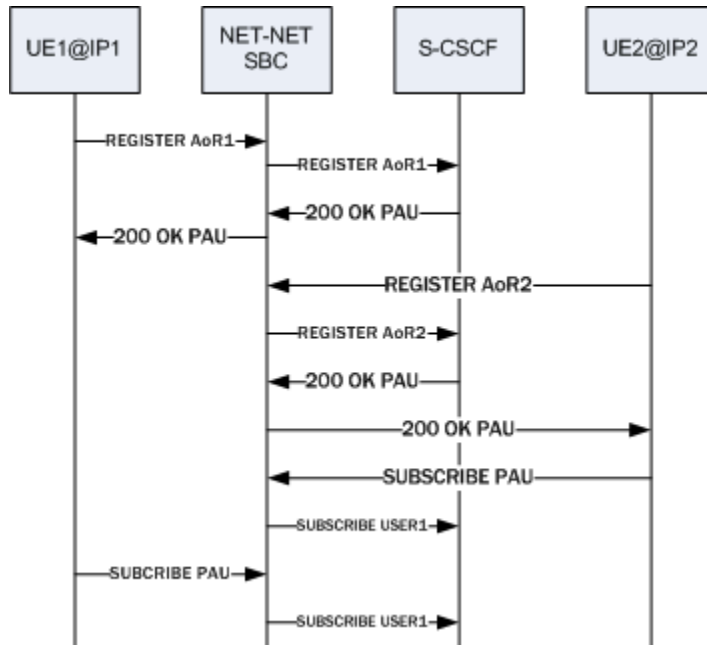 UE1@IP1
NET-NET
SBC
S-CSCF
UE2@IP2
REGISTER AoR1
REGISTER AoR1
200 OK PAU
200 OK PAU
REGISTER AoR2
REGISTER AoR2
200 OK PAU
200 OK PAU
SUBSCRIBE PAU
SUBSCRIBE USER1
SUBCRIBE PAU
SUBSCRIBE USER1